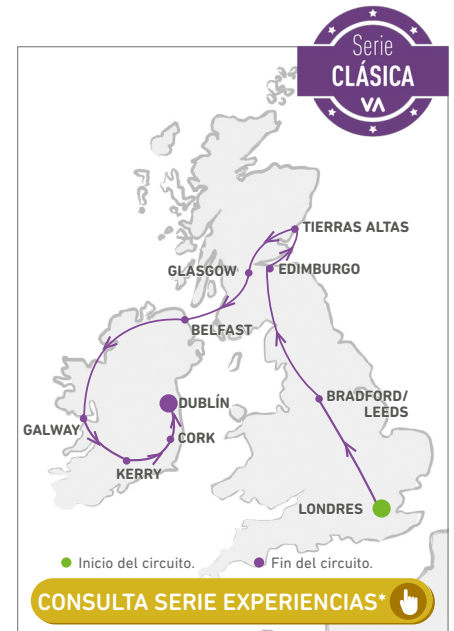 Serie
CLÁSICA
VA
TIERRAS ALTAS
GLASGOW
EDIMBURGO
BELFAST
DUBLÍN
BRADFORD/
LEEDS
GALWAY
CORK
KERRY
LONDRES
Inicio del circuito.
Fin del circuito.
CONSULTA SERIE EXPERIENCIAS*